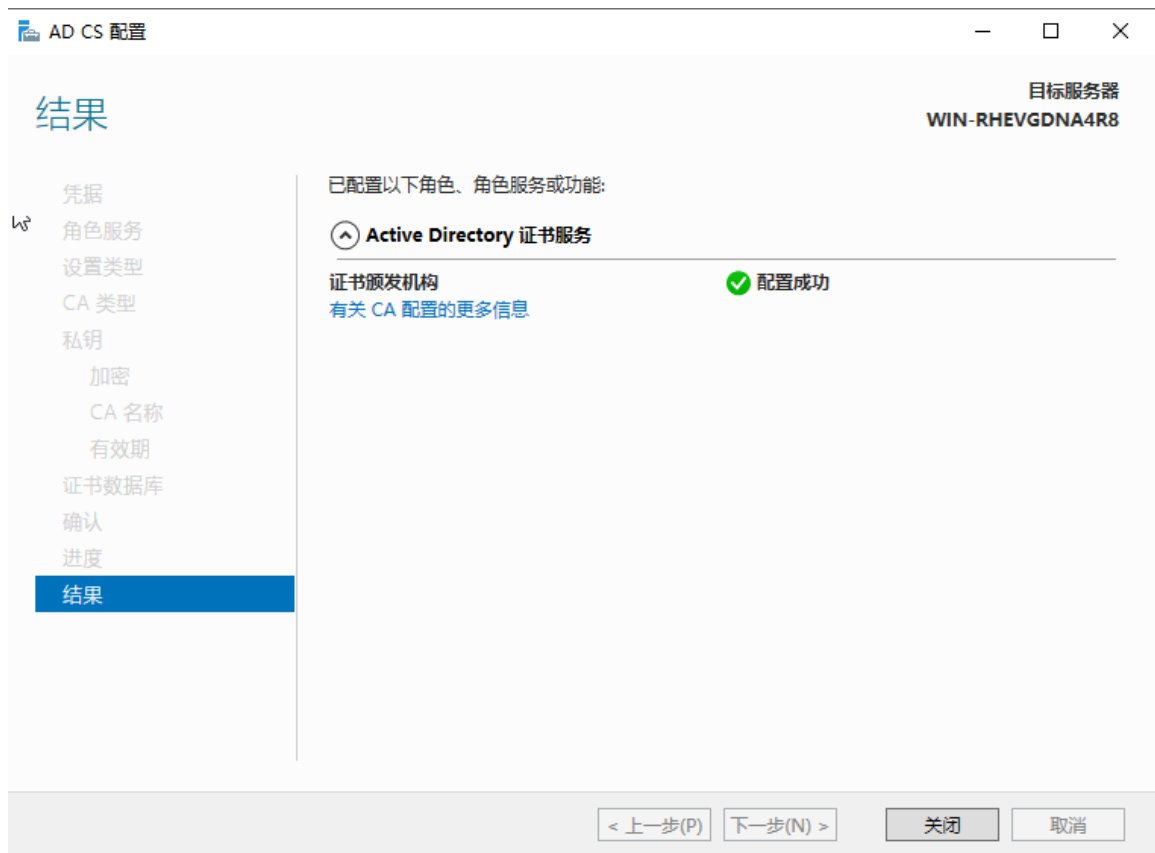 AD CS 配置
结果
目标服务器
WIN-RHEVGDNA4R8
凭据
角色服务
设置类型
CA 类型
私钥
加密
CA 名称
有效期
证书数据库
确认
进度
结果
已配置以下角色、角色服务或功能:
Active Directory 证书服务
证书颁发机构 配置成功
有关 CA 配置的更多信息
< 上一步(P) 下一步(N) > 关闭 取消